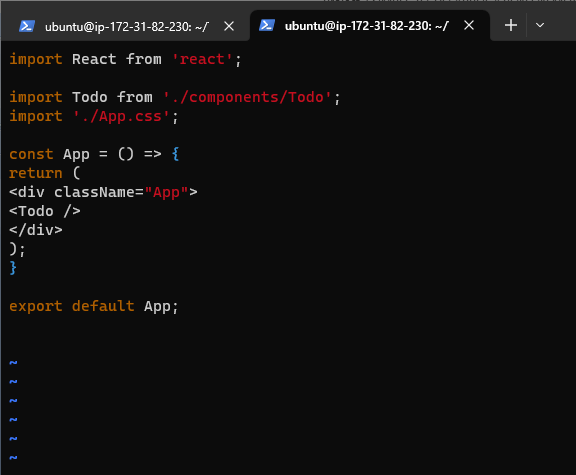 ubuntu@ip-172-31-82-230: ~/
ubuntu@ip-172-31-82-230: ~/
import React from 'react';
import Todo from './components/Todo';
import './App.css';
const App = () => {
return (
<div className="App">
<Todo />
</div>
);
}
export default App;
~
~
~
~
~
~